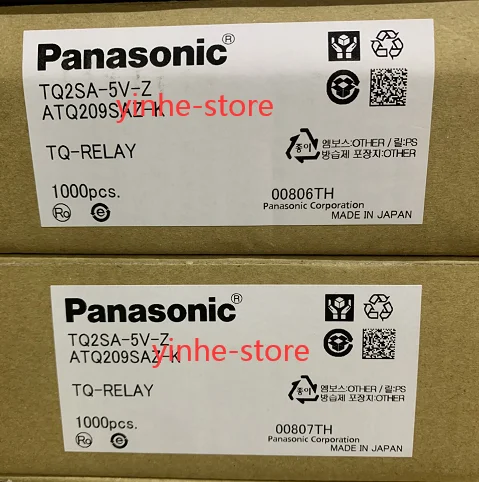 Panasonic®
TQ2SA-5V-Z
ATQ209SAZ-K
yinhe-store
TQ-RELAY
종이
엠보스:OTHER / 릴:PS
방습제 포장지:OTHER
1000pcs.
Ro e
00806TH
Panasonic Corporation
MADE IN JAPAN
Panasonic®
TQ2SA-5V-Z
ATQ209SAZ-K
yinhe-store
TQ-RELAY
종이
엠보스:OTHER / 릴:PS
방습제 포장지:OTHER
1000pcs.
Ro e
00807TH
Panasonic Corporation
MADE IN JAPAN